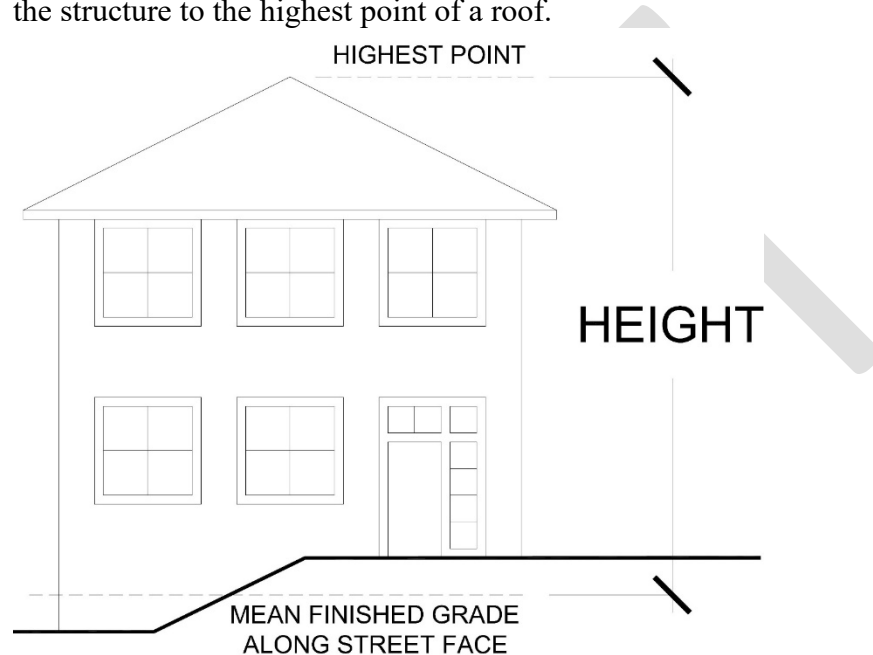 the structure to the highest point of a roof.
HIGHEST POINT
HEIGHT
MEAN FINISHED GRADE
ALONG STREET FACE